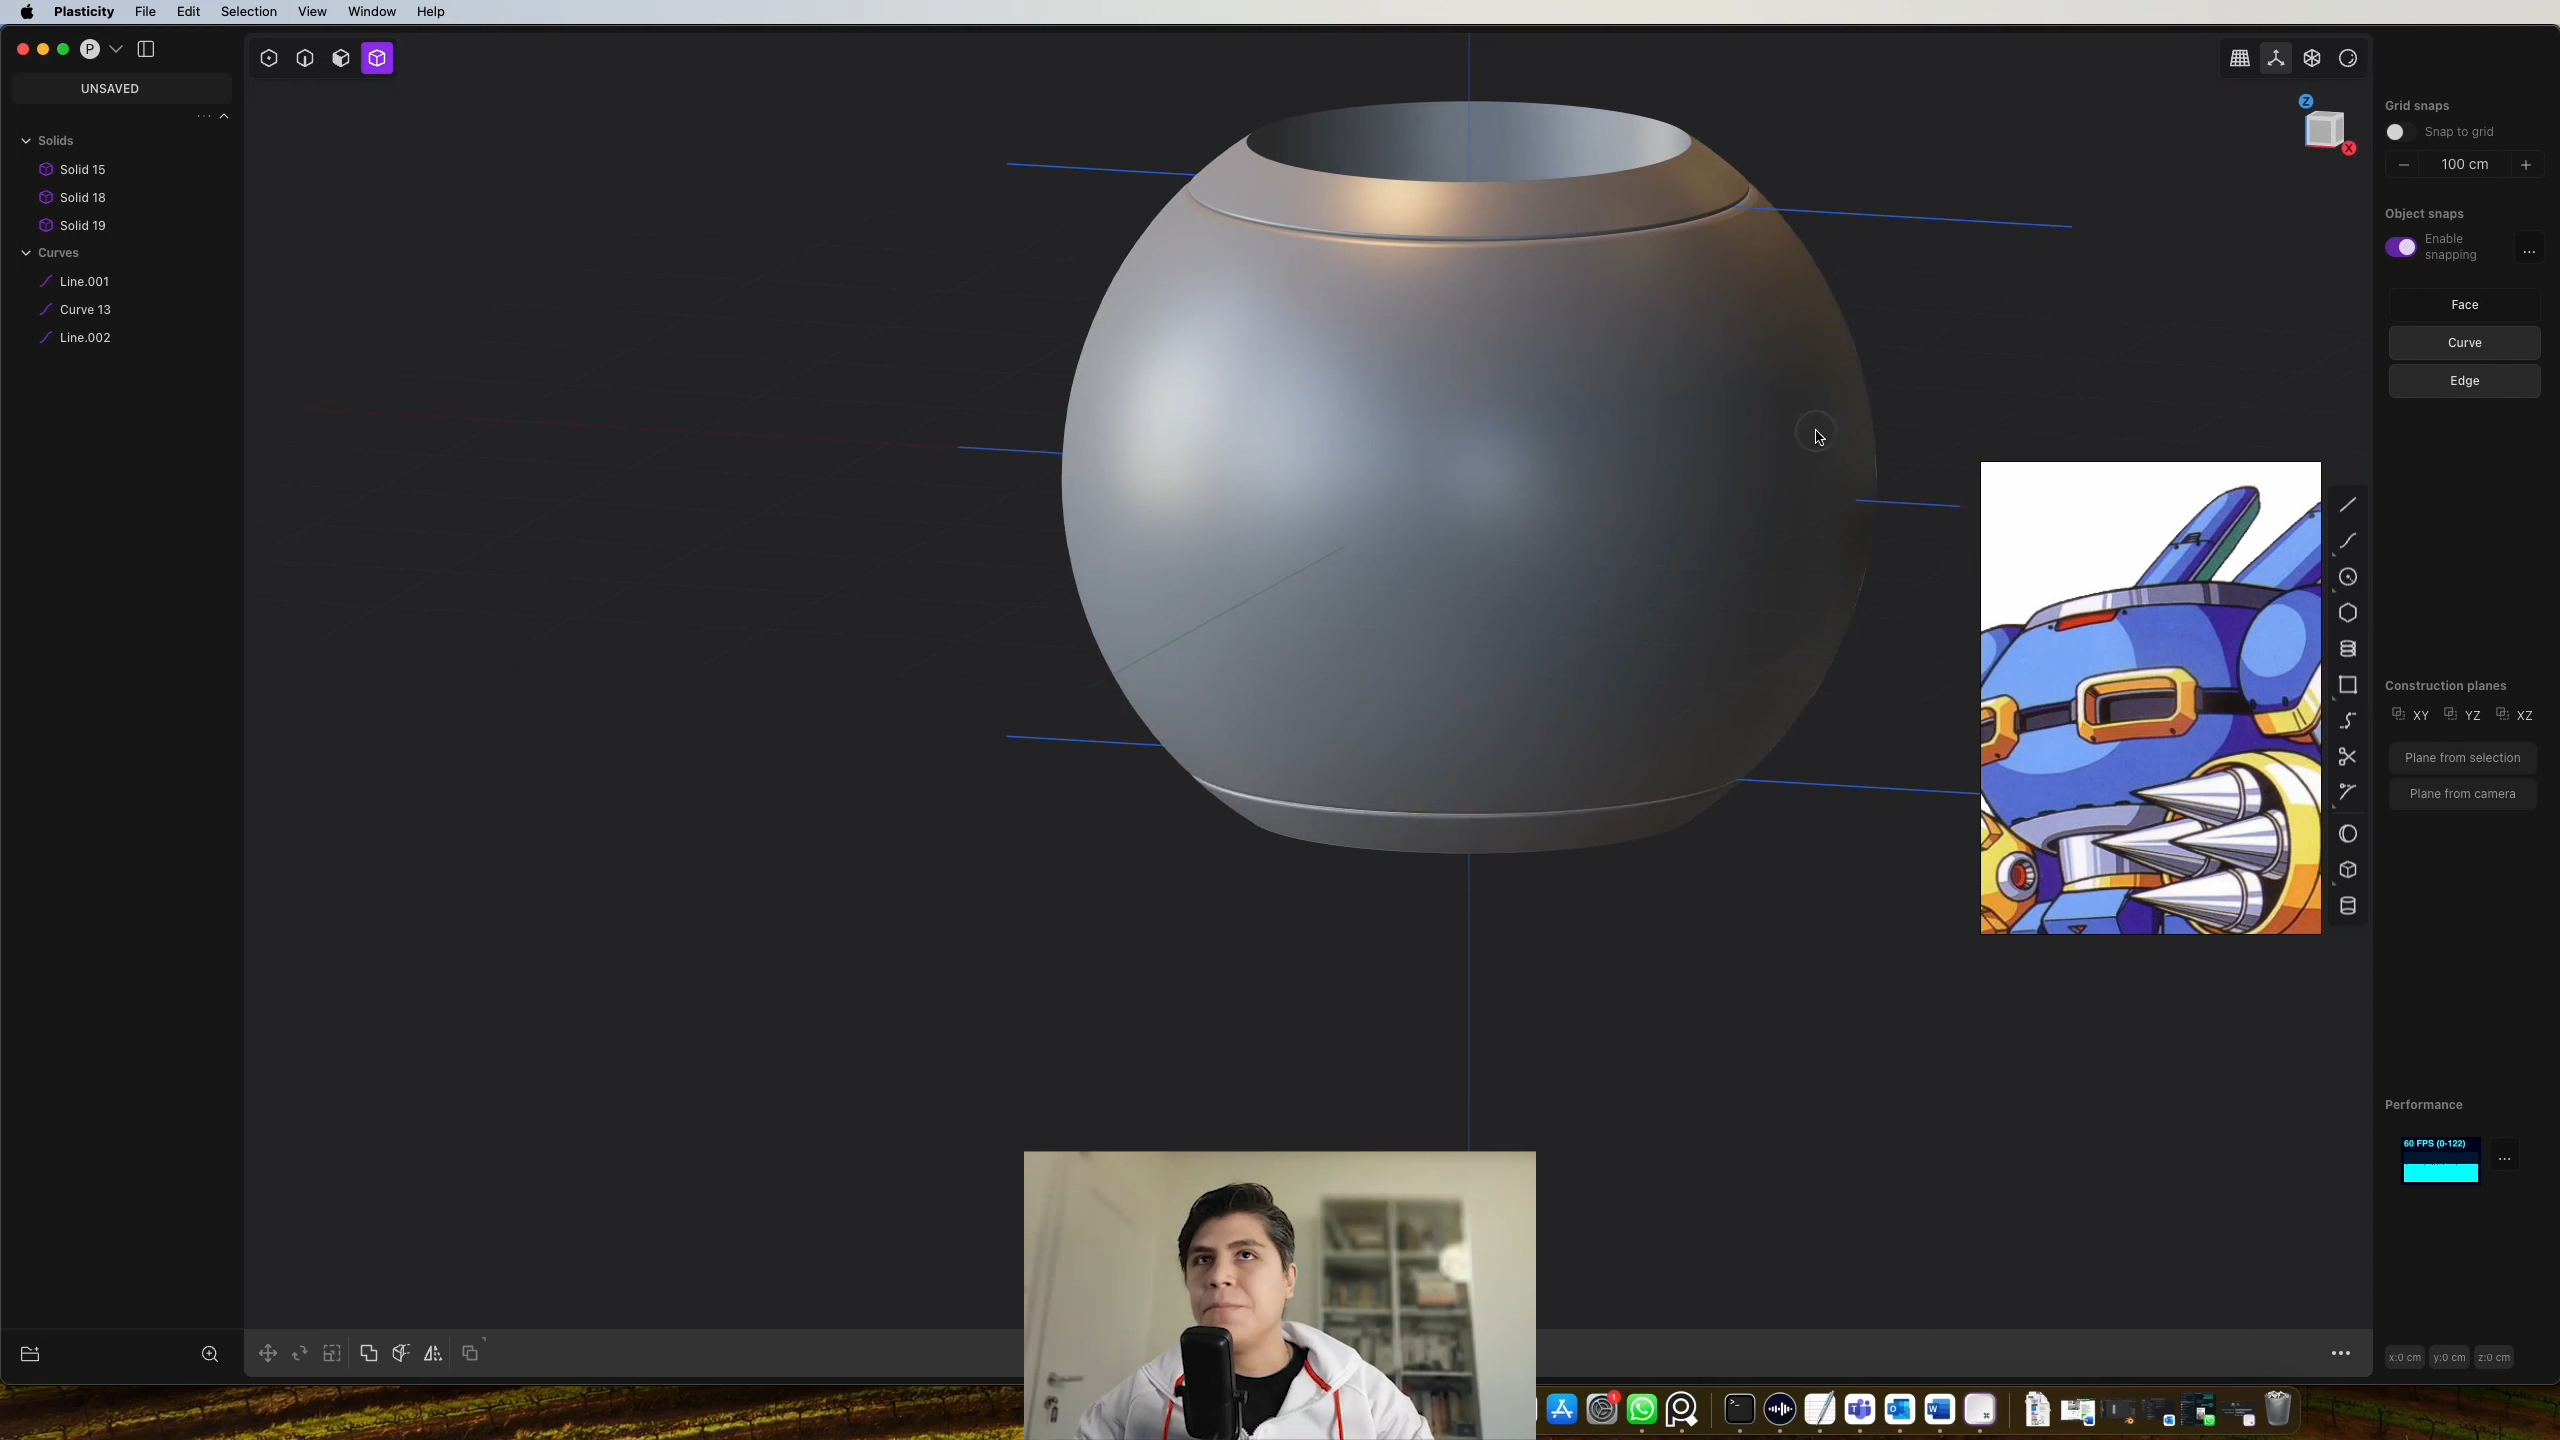 Plasticity File Edit Selection View Window Help
P
UNSAVED
...
Solids
Solid 15
Solid 18
Solid 19
Curves
Line.001
Curve 13
Line.002
Z
X
Grid snaps
Snap to grid
100 cm
Object snaps
Enable
snapping
...
Face
Curve
Edge
Construction planes
XY YZ XZ
Plane from selection
Plane from camera
Performance
60 FPS (0-122)
...
x:0 cm y:0 cm z:0 cm
1